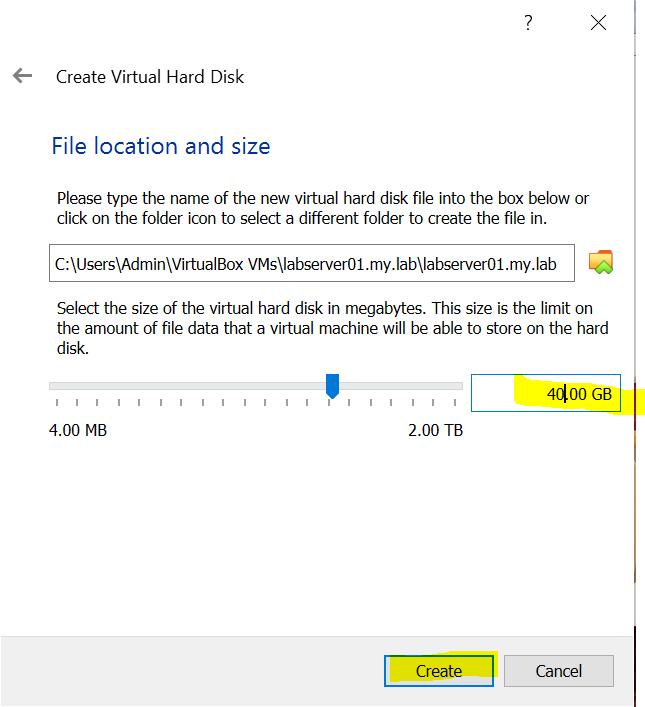 ?
Create Virtual Hard Disk
File location and size
Please type the name of the new virtual hard disk file into the box below or
click on the folder icon to select a different folder to create the file in.
C:\Users\Admin\VirtualBox VMs\labserver01.my.lab\labserver01.my.lab
Select the size of the virtual hard disk in megabytes. This size is the limit on
the amount of file data that a virtual machine will be able to store on the hard
disk.
40.00 GB
4.00 MB 2.00 TB
Create Cancel